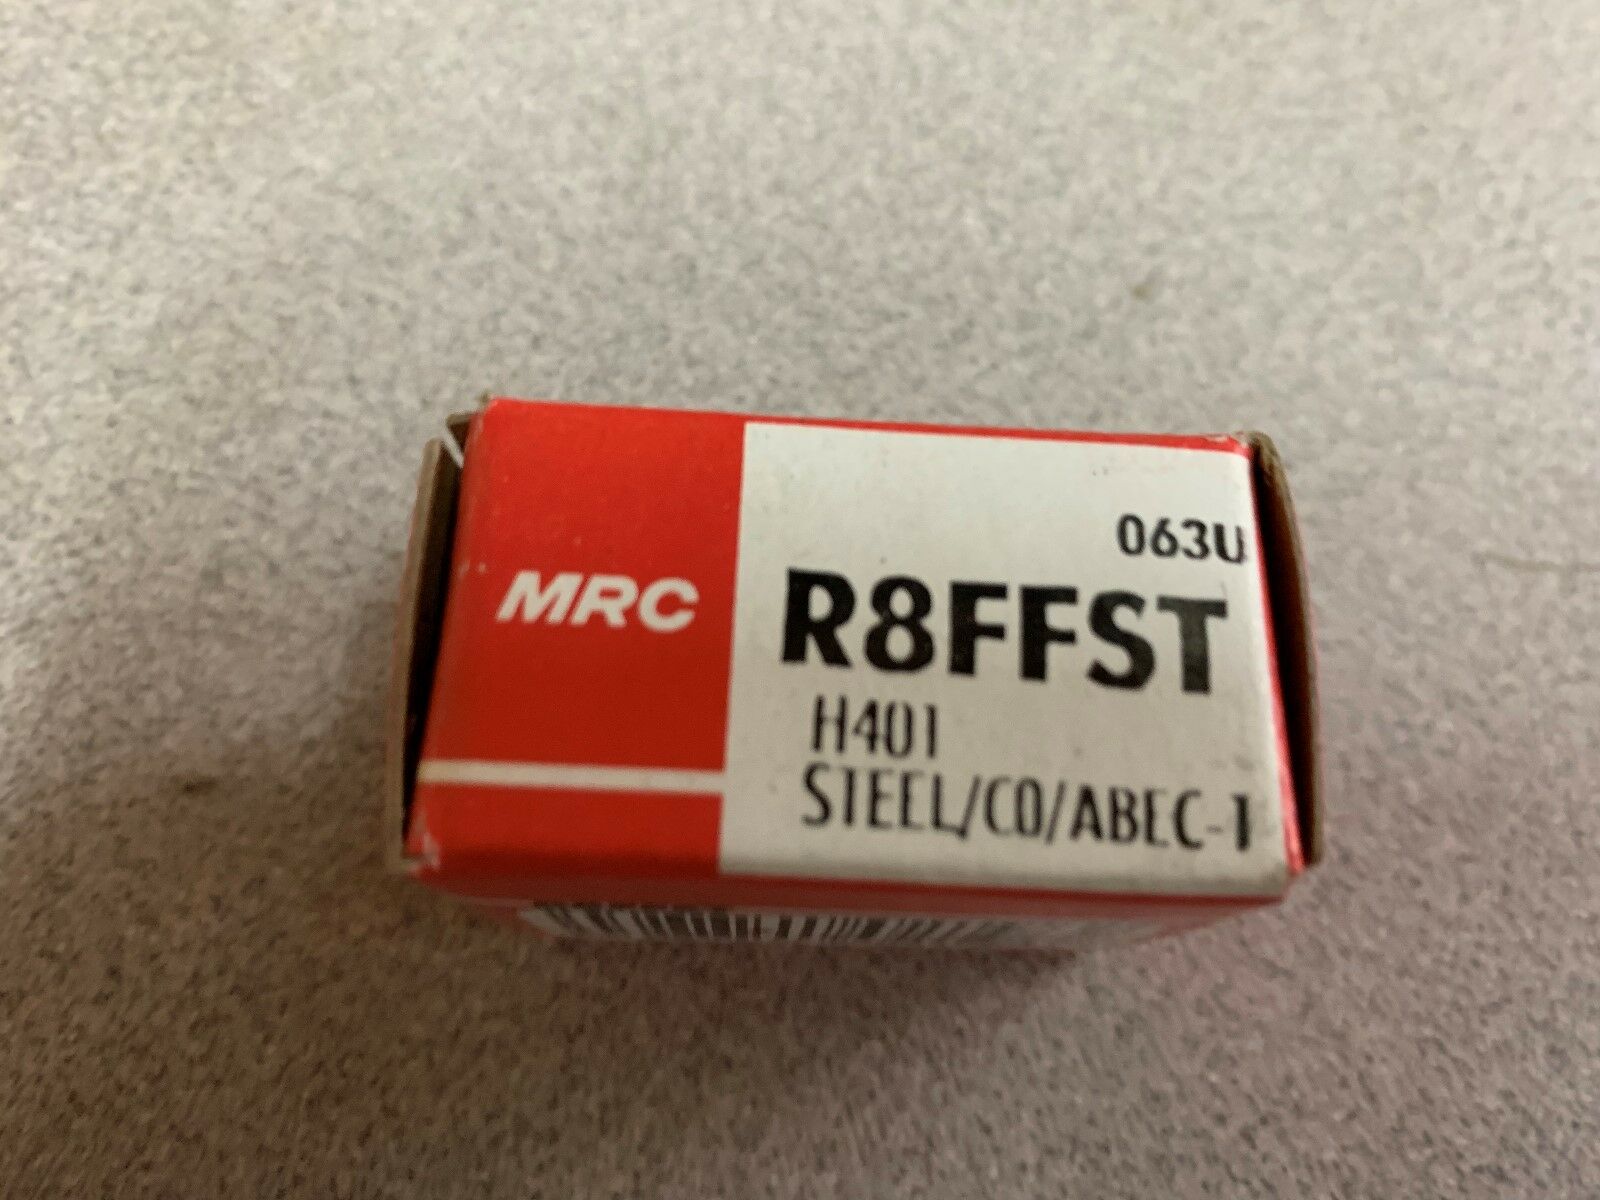 MRC
063U
R8FFST
H401
STEEL/C0/ABEC-1